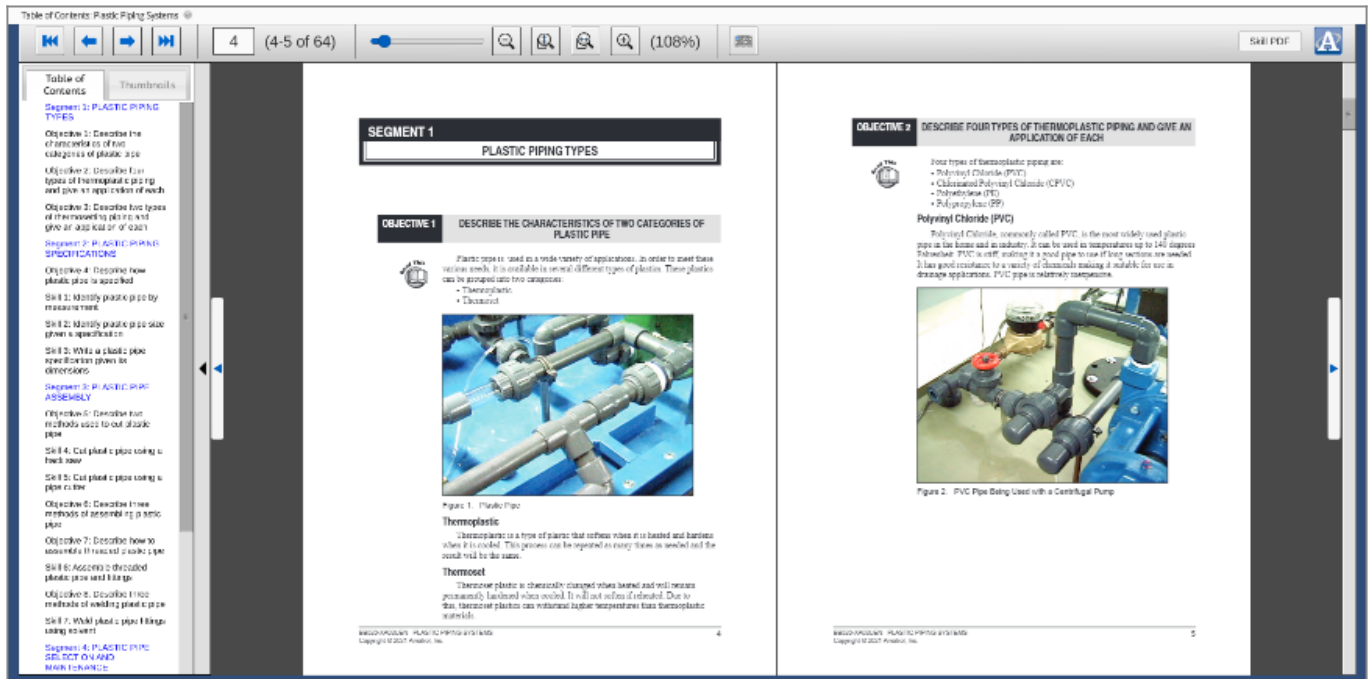 Table of Contents: Plastic Piping Systems
4 (4-5 of 64) (108%) Skill PDF A
Table of
Contents
Thumbnails
Segment 1: PLASTIC PIPING
TYPES
Objective 1: Describe the
characteristics of two
categories of plastic pipe
Objective 2: Describe four
types of thermoplastic piping
and give an application of each
Objective 3: Describe two types
of thermosetting piping and
give an application of each
Segment 2: PLASTIC PIPING
SPECIFICATIONS
Objective 4: Describe how
plastic pipe is specified
Skill 1: Identify plastic pipe by
measurement
Skill 2: Identify plastic pipe size
given a specification
Skill 3: Write a plastic pipe
specification given its
dimensions
Segment 3: PLASTIC PIPE
ASSEMBLY
Objective 5: Describe two
methods used to cut plastic
pipe
Skill 4: Cut plastic pipe using a
hack saw
Skill 5: Cut plastic pipe using a
pipe cutter
Objective 6: Describe three
methods of assembling plastic
pipe
Objective 7: Describe how to
assemble threaded plastic pipe
Skill 6: Assemble threaded
plastic pipe and fittings
Objective 8: Describe three
methods of welding plastic pipe
Skill 7: Weld plastic pipe fittings
using solvent
Segment 4: PLASTIC PIPE
SELECTION AND
MAINTENANCE
SEGMENT 1
PLASTIC PIPING TYPES
OBJECTIVE 1 DESCRIBE THE CHARACTERISTICS OF TWO CATEGORIES OF
PLASTIC PIPE
Read This
Plastic pipe is used in a wide variety of applications. In order to meet these
various needs, it is available in several different types of plastics. These plastics
can be grouped into two categories:
• Thermoplastic
• Thermoset
Figure 1. Plastic Pipe
Thermoplastic
Thermoplastic is a type of plastic that softens when it is heated and hardens
when it is cooled. This process can be repeated as many times as needed and the
result will be the same.
Thermoset
Thermoset plastic is chemically changed when heated and will remain
permanently hardened when cooled. It will not soften if reheated. Due to
this, thermoset plastics can withstand higher temperatures than thermoplastic
materials.
PLASTIC PIPING SYSTEMS 4
Copyright © 2021 Amatrol, Inc.
OBJECTIVE 2 DESCRIBE FOUR TYPES OF THERMOPLASTIC PIPING AND GIVE AN
APPLICATION OF EACH
Read This
Four types of thermoplastic piping are:
• Polyvinyl Chloride (PVC)
• Chlorinated Polyvinyl Chloride (CPVC)
• Polyethylene (PE)
• Polypropylene (PP)
Polyvinyl Chloride (PVC)
Polyvinyl Chloride, commonly called PVC, is the most widely used plastic
pipe in the home and in industry. It can be used in temperatures up to 140 degrees
Fahrenheit. PVC is stiff, making it a good pipe to use if long sections are needed.
It has good resistance to a variety of chemicals making it suitable for use in
drainage applications. PVC pipe is relatively inexpensive.
Figure 2. PVC Pipe Being Used with a Centrifugal Pump
PLASTIC PIPING SYSTEMS 5
Copyright © 2021 Amatrol, Inc.